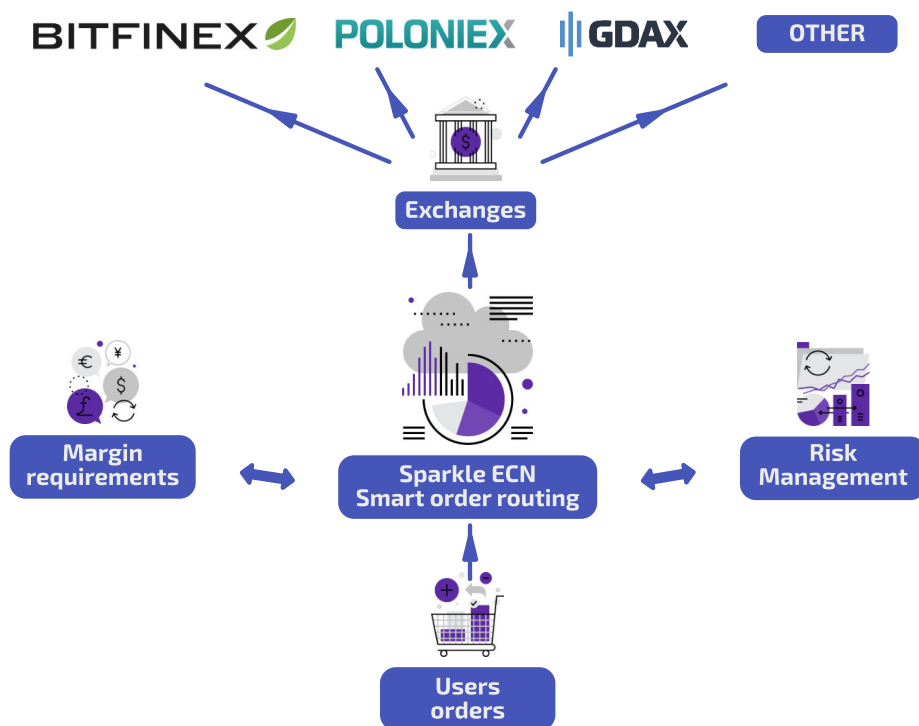 BITFINEX
POLONIEX
GDAX
OTHER
$
Exchanges
€
¥
$
£
Margin
requirements
Sparkle ECN
Smart order routing
Risk
Management
Users
orders